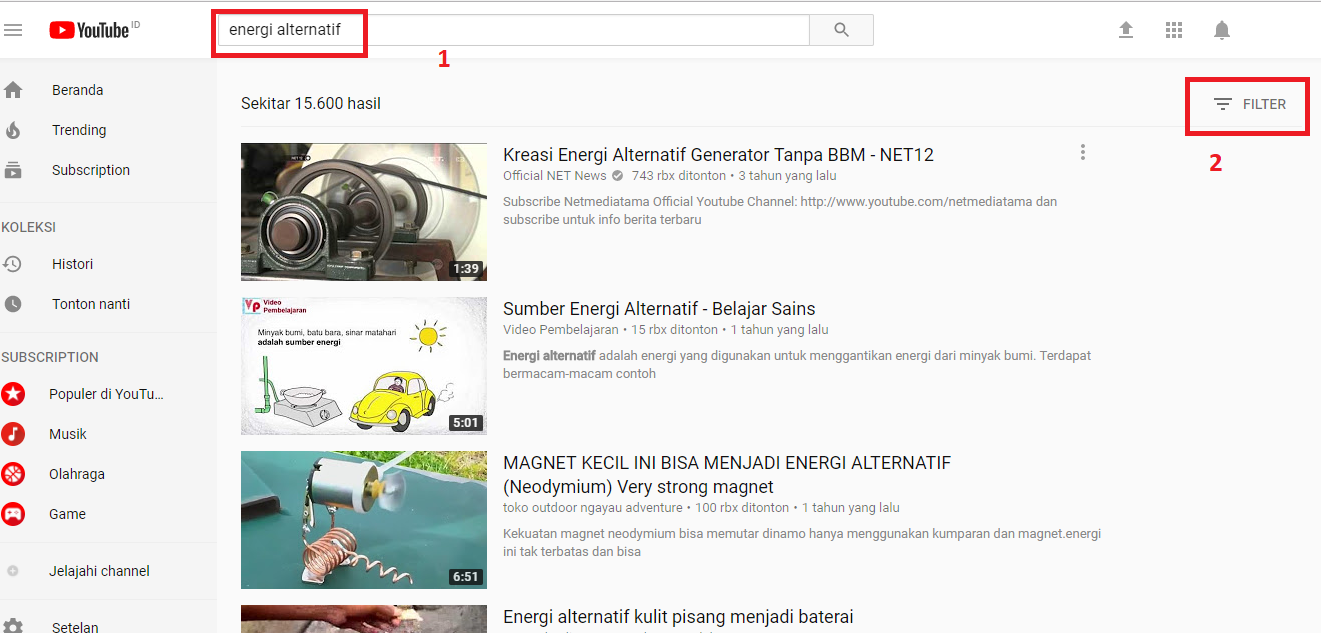 YouTube ID
energi alternatif
1
Beranda
Trending
Subscription
KOLEKSI
Histori
Tonton nanti
SUBSCRIPTION
Populer di YouTu...
Musik
Olahraga
Game
Jelajahi channel
Setelan
Sekitar 15.600 hasil
FILTER
2
1:39
Kreasi Energi Alternatif Generator Tanpa BBM - NET12
Official NET News 743 rbx ditonton • 3 tahun yang lalu
Subscribe Netmediatama Official Youtube Channel: http://www.youtube.com/netmediatama dan
subscribe untuk info berita terbaru
Vp Video
Pembelajaran
Minyak bumi, batu bara, sinar matahari
adalah sumber energi
5:01
Sumber Energi Alternatif - Belajar Sains
Video Pembelajaran • 15 rbx ditonton • 1 tahun yang lalu
Energi alternatif adalah energi yang digunakan untuk menggantikan energi dari minyak bumi. Terdapat
bermacam-macam contoh
6:51
MAGNET KECIL INI BISA MENJADI ENERGI ALTERNATIF
(Neodymium) Very strong magnet
toko outdoor ngayau adventure • 100 rbx ditonton • 1 tahun yang lalu
Kekuatan magnet neodymium bisa memutar dinamo hanya menggunakan kumparan dan magnet.energi
ini tak terbatas dan bisa
Energi alternatif kulit pisang menjadi baterai